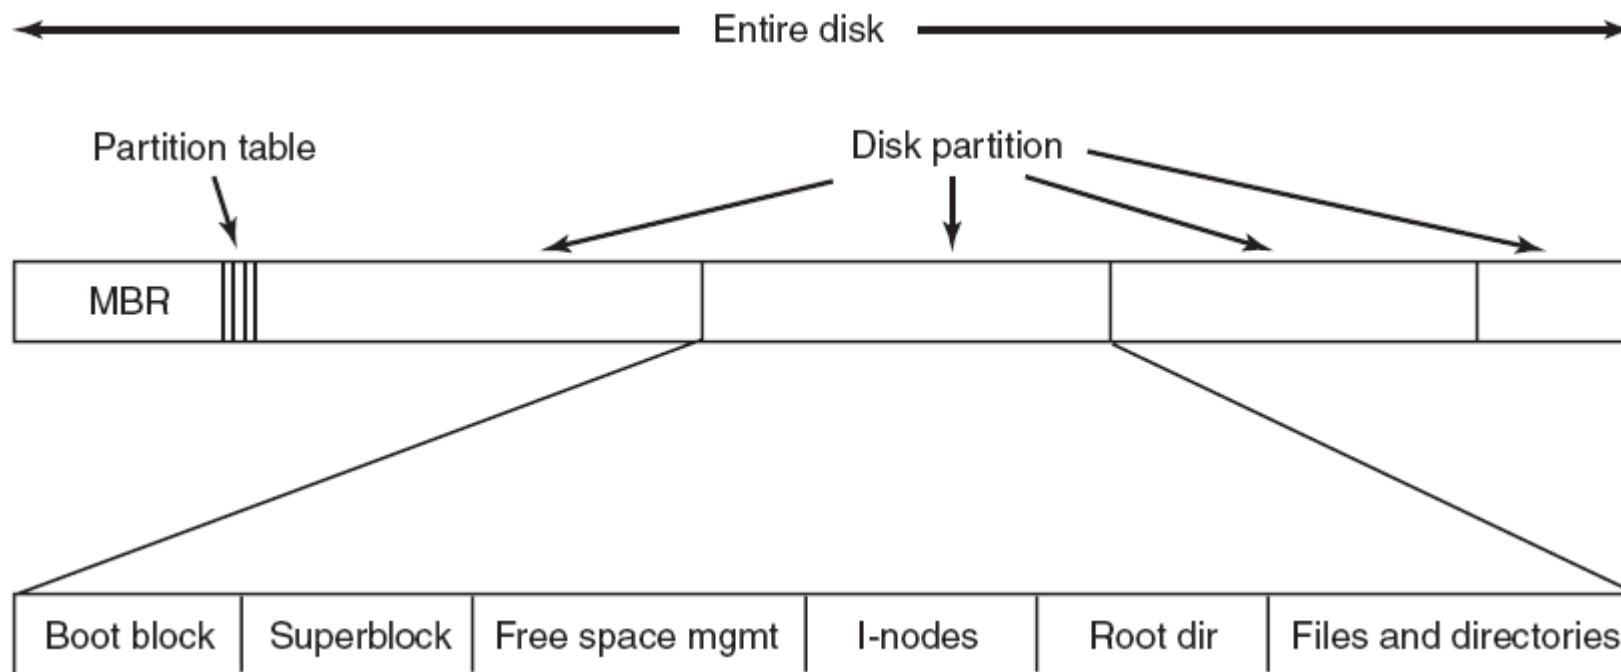 Entire disk
Partition table
Disk partition
MBR
Boot block
Superblock
Free space mgmt
I-nodes
Root dir
Files and directories